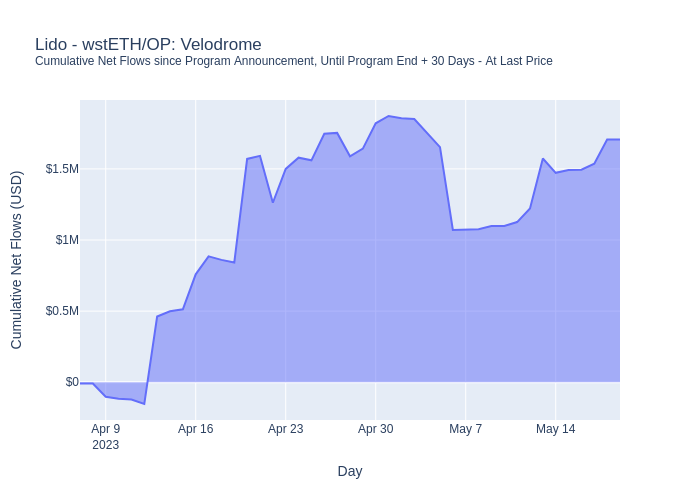 Lido - wstETH/OP: Velodrome
Cumulative Net Flows since Program Announcement, Until Program End + 30 Days - At Last Price
Cumulative Net Flows (USD)
$1.5M
$1M
$0.5M
$0
Apr 9
2023
Apr 16
Apr 23
Apr 30
May 7
May 14
Day